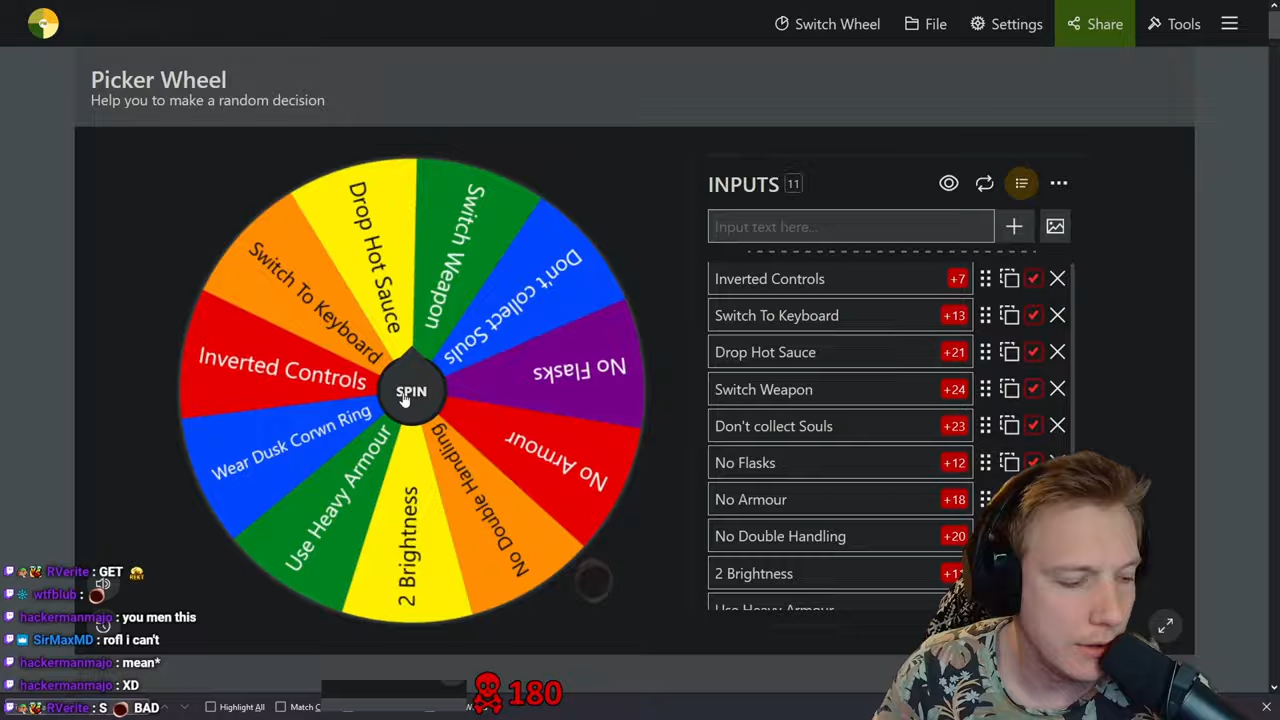 Switch Wheel
File
Settings
Share
Tools
Picker Wheel
Help you to make a random decision
Drop Hot Sauce
Switch Weapon
Don't collect Souls
No Flasks
No Armour
No Double Handling
2 Brightness
Use Heavy Armour
Wear Dusk Corwn Ring
Inverted Controls
Switch To Keyboard
SPIN
INPUTS 11
Input text here...
Inverted Controls +7
Switch To Keyboard +13
Drop Hot Sauce +21
Switch Weapon +24
Don't collect Souls +23
No Flasks +12
No Armour +18
No Double Handling +20
2 Brightness
Use Heavy Armour
RVerite : GET
wtfblub :
hackermanmajo : you men this
SirMaxMD : rofl i can't
hackermanmajo : mean*
hackermanmajo : XD
RVerite : S BAD
Highlight All
180